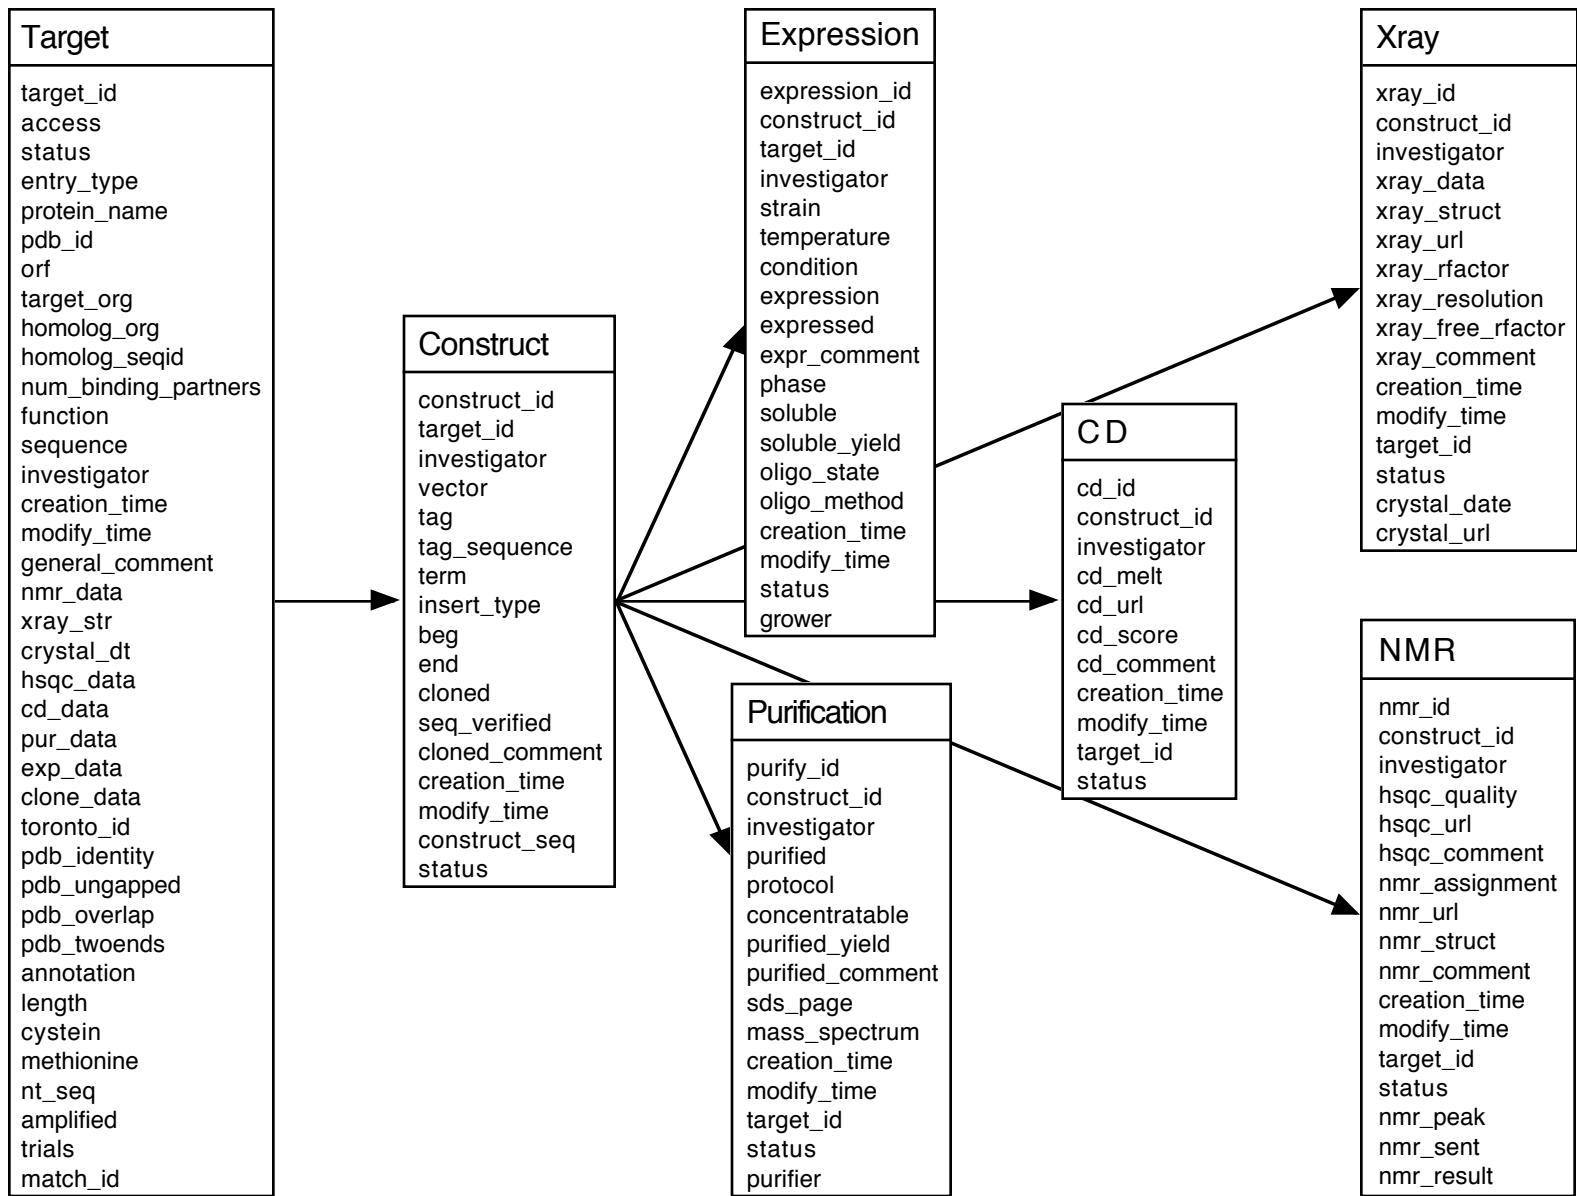 Target
target_id
access
status
entry_type
protein_name
pdb_id
orf
target_org
homolog_org
homolog_seqid
num_binding_partners
function
sequence
investigator
creation_time
modify_time
general_comment
nmr_data
xray_str
crystal_dt
hsqc_data
cd_data
pur_data
exp_data
clone_data
toronto_id
pdb_identity
pdb_ungapped
pdb_overlap
pdb_twoends
annotation
length
cystein
methionine
nt_seq
amplified
trials
match_id
Construct
construct_id
target_id
investigator
vector
tag
tag_sequence
term
insert_type
beg
end
cloned
seq_verified
cloned_comment
creation_time
modify_time
construct_seq
status
Expression
expression_id
construct_id
target_id
investigator
strain
temperature
condition
expression
expressed
expr_comment
phase
soluble
soluble_yield
oligo_state
oligo_method
creation_time
modify_time
status
grower
Purification
purify_id
construct_id
investigator
purified
protocol
concentratable
purified_yield
purified_comment
sds_page
mass_spectrum
creation_time
modify_time
target_id
status
purifier
CD
cd_id
construct_id
investigator
cd_melt
cd_url
cd_score
cd_comment
creation_time
modify_time
target_id
status
Xray
xray_id
construct_id
investigator
xray_data
xray_struct
xray_url
xray_rfactor
xray_resolution
xray_free_rfactor
xray_comment
creation_time
modify_time
target_id
status
crystal_date
crystal_url
NMR
nmr_id
construct_id
investigator
hsqc_quality
hsqc_url
hsqc_comment
nmr_assignment
nmr_url
nmr_struct
nmr_comment
creation_time
modify_time
target_id
status
nmr_peak
nmr_sent
nmr_result